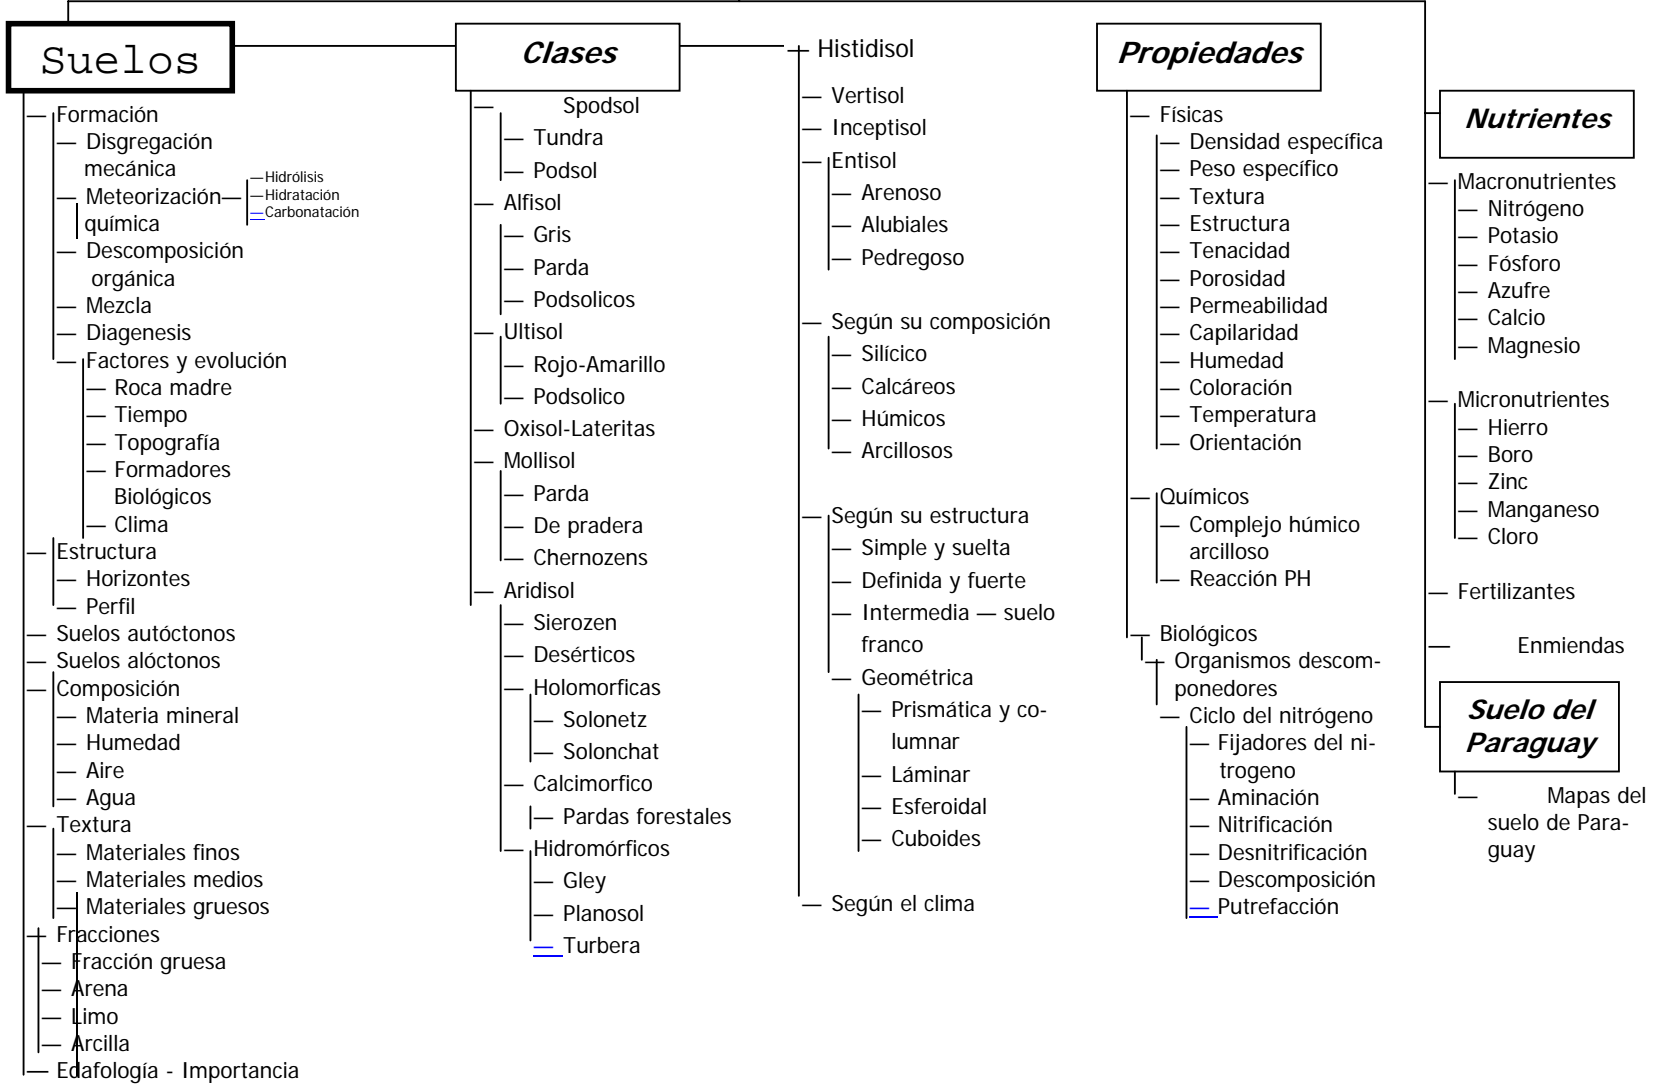 Suelos
Formación
Disgregación
mecánica
Meteorización
química
Hidrólisis
Hidratación
Carbonatación
Descomposición
orgánica
Mezcla
Diagenesis
Factores y evolución
Roca madre
Tiempo
Topografía
Formadores
Biológicos
Clima
Estructura
Horizontes
Perfil
Suelos autóctonos
Suelos alóctonos
Composición
Materia mineral
Humedad
Aire
Agua
Textura
Materiales finos
Materiales medios
Materiales gruesos
Fracciones
Fracción gruesa
Arena
Limo
Arcilla
Edafología - Importancia
Clases
Spodsol
Tundra
Podsol
Alfisol
Gris
Parda
Podsolicos
Ultisol
Rojo-Amarillo
Podsolico
Oxisol-Lateritas
Mollisol
Parda
De pradera
Chernozens
Aridisol
Sierozen
Desérticos
Holomorficas
Solonetz
Solonchat
Calcimorfico
Pardas forestales
Hidromórficos
Gley
Planosol
Turbera
Histidisol
Vertisol
Inceptisol
Entisol
Arenoso
Alubiales
Pedregoso
Según su composición
Silícico
Calcáreos
Húmicos
Arcillosos
Según su estructura
Simple y suelta
Definida y fuerte
Intermedia — suelo
franco
Geométrica
Prismática y co-
lumnar
Láminar
Esferoidal
Cuboides
Según el clima
Propiedades
Físicas
Densidad específica
Peso específico
Textura
Estructura
Tenacidad
Porosidad
Permeabilidad
Capilaridad
Humedad
Coloración
Temperatura
Orientación
Químicos
Complejo húmico
arcilloso
Reacción PH
Biológicos
Organismos descom-
ponedores
Ciclo del nitrógeno
Fijadores del ni-
trogeno
Aminación
Nitrificación
Desnitrificación
Descomposición
Putrefacción
Nutrientes
Macronutrientes
Nitrógeno
Potasio
Fósforo
Azufre
Calcio
Magnesio
Micronutrientes
Hierro
Boro
Zinc
Manganeso
Cloro
Fertilizantes
Enmiendas
Suelo del
Paraguay
Mapas del
suelo de Para-
guay